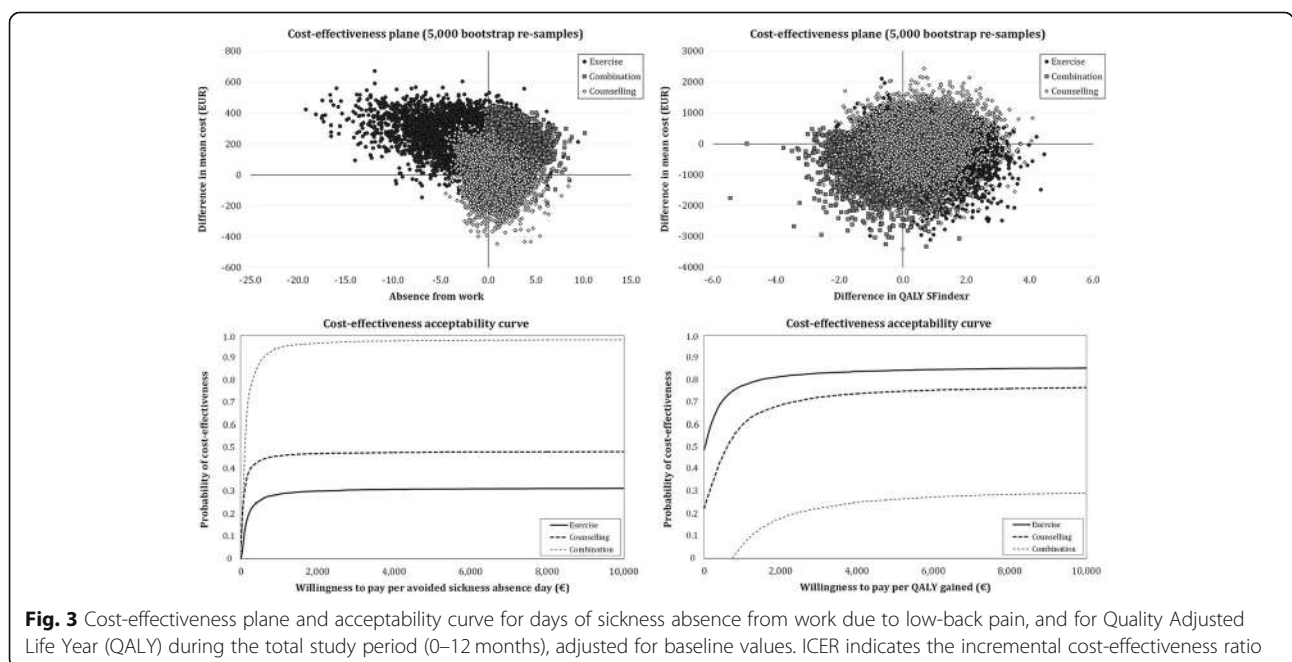 Cost-effectiveness plane (5,000 bootstrap re-samples)
800
600
400
200
0
-200
-400
-600
Difference in mean cost (EUR)
Exercise
Combination
Counselling
-25.0 -20.0 -15.0 -10.0 -5.0 0.0 5.0 10.0 15.0
Absence from work
Cost-effectiveness plane (5,000 bootstrap re-samples)
3000
2000
1000
0
-1000
-2000
-3000
-4000
Difference in mean cost (EUR)
Exercise
Combination
Counselling
-6.0 -4.0 -2.0 0.0 2.0 4.0 6.0
Difference in QALY SFindexr
Cost-effectiveness acceptability curve
1.0
0.9
0.8
0.7
0.6
0.5
0.4
0.3
0.2
0.1
0
Probability of cost-effectiveness
Exercise
Counselling
Combination
0 2,000 4,000 6,000 8,000 10,000
Willingness to pay per avoided sickness absence day (€)
Cost-effectiveness acceptability curve
1.0
0.9
0.8
0.7
0.6
0.5
0.4
0.3
0.2
0.1
0
Probability of cost-effectiveness
Exercise
Counselling
Combination
0 2,000 4,000 6,000 8,000 10,000
Willingness to pay per QALY gained (€)
Fig. 3 Cost-effectiveness plane and acceptability curve for days of sickness absence from work due to low-back pain, and for Quality Adjusted
Life Year (QALY) during the total study period (0–12 months), adjusted for baseline values. ICER indicates the incremental cost-effectiveness ratio